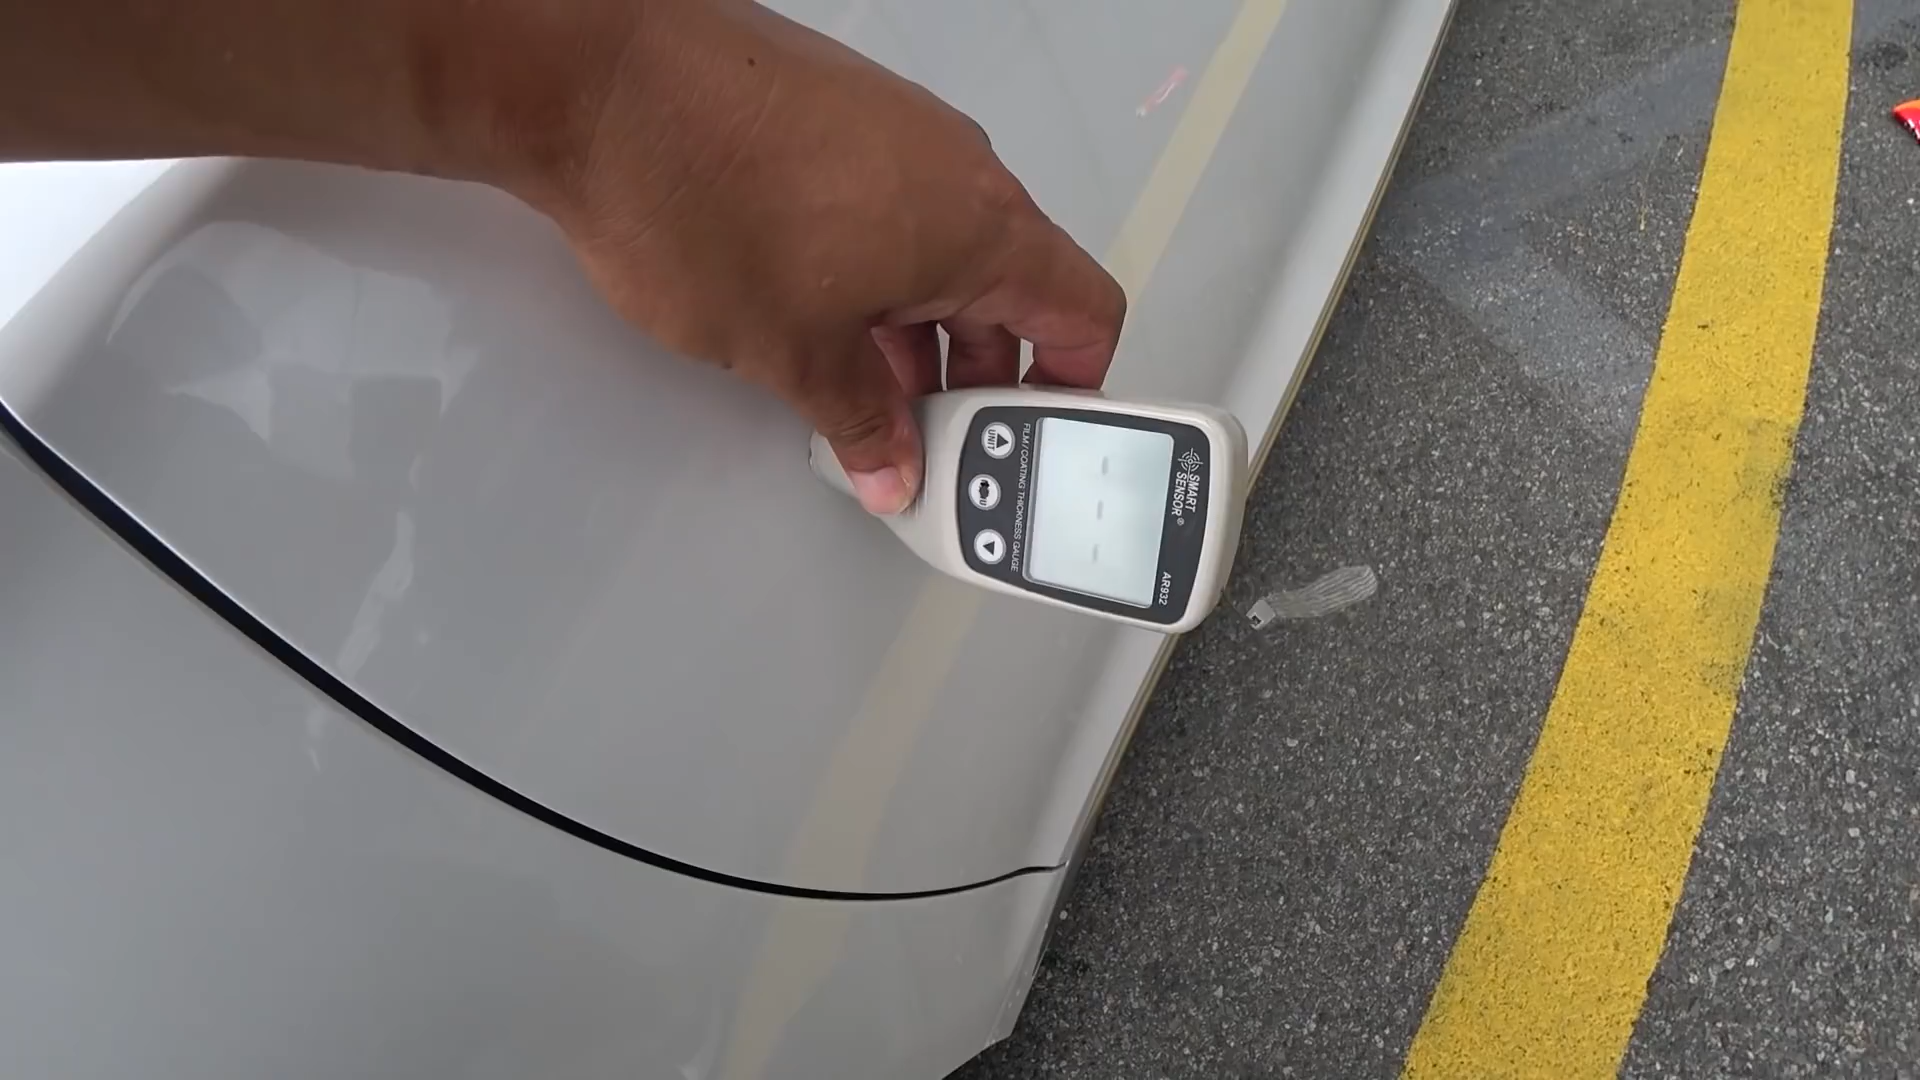 SMART
SENSOR®
AR932
- - -
FILM / COATING THICKNESS GAUGE
UNIT